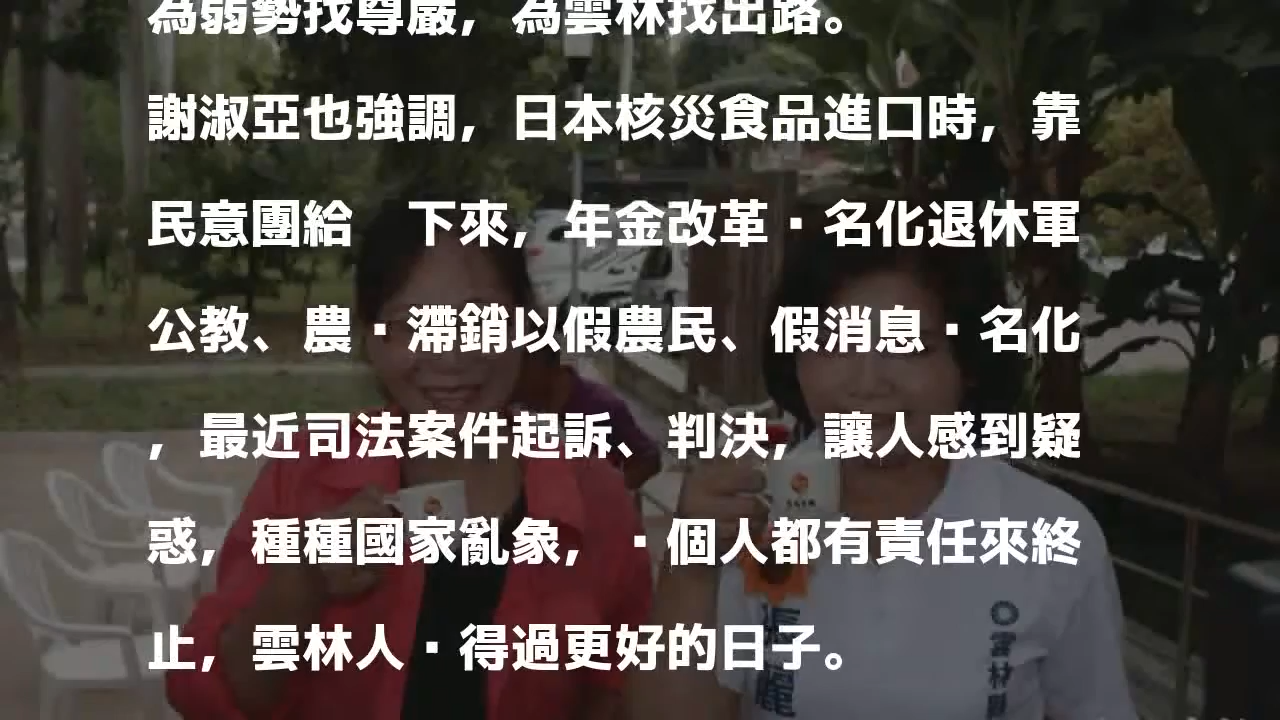 為弱勢找尊嚴，為雲林找出路。
謝淑亞也強調，日本核災食品進口時，靠
民意團給　下來，年金改革▪名化退休軍
公教、農▪滯銷以假農民、假消息▪名化
，最近司法案件起訴、判決，讓人感到疑
惑，種種國家亂象，▪個人都有責任來終
止，雲林人▪得過更好的日子。
張麗
雲林縣